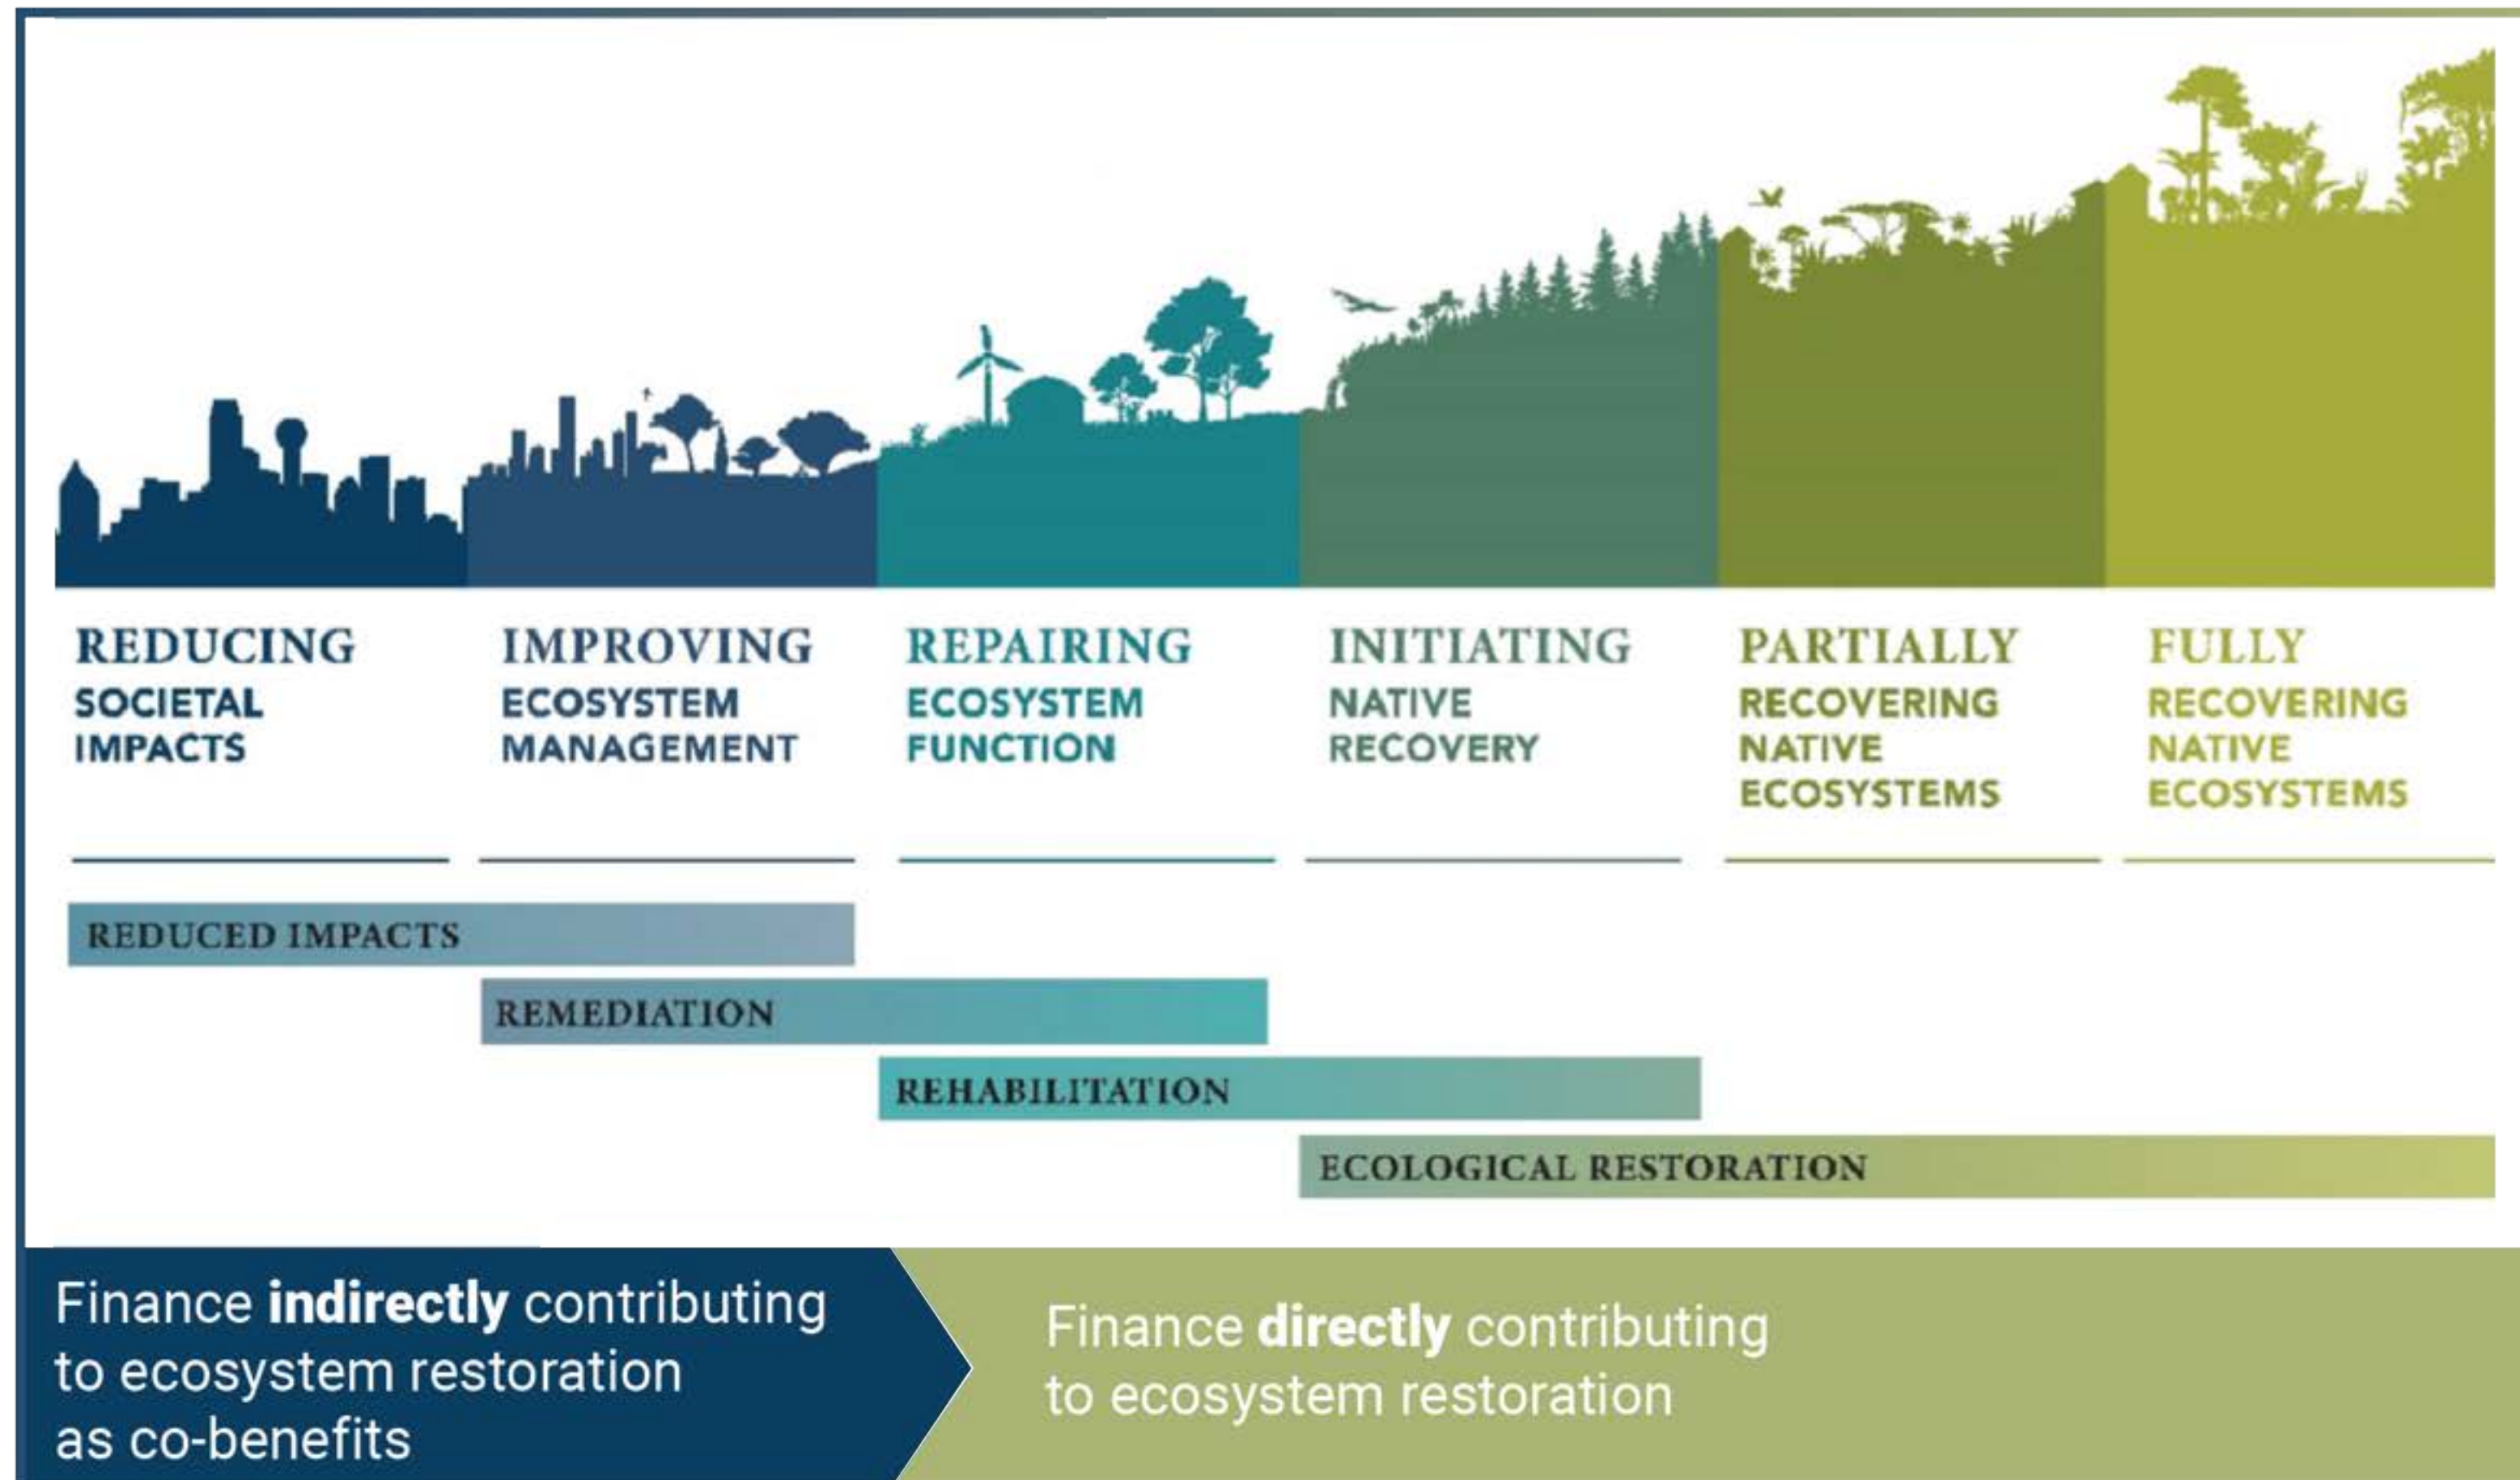 REDUCING
SOCIETAL
IMPACTS
IMPROVING
ECOSYSTEM
MANAGEMENT
REPAIRING
ECOSYSTEM
FUNCTION
INITIATING
NATIVE
RECOVERY
PARTIALLY
RECOVERING
NATIVE
ECOSYSTEMS
FULLY
RECOVERING
NATIVE
ECOSYSTEMS
REDUCED IMPACTS
REMEDIATION
REHABILITATION
ECOLOGICAL RESTORATION
Finance indirectly contributing
to ecosystem restoration
as co-benefits
Finance directly contributing
to ecosystem restoration